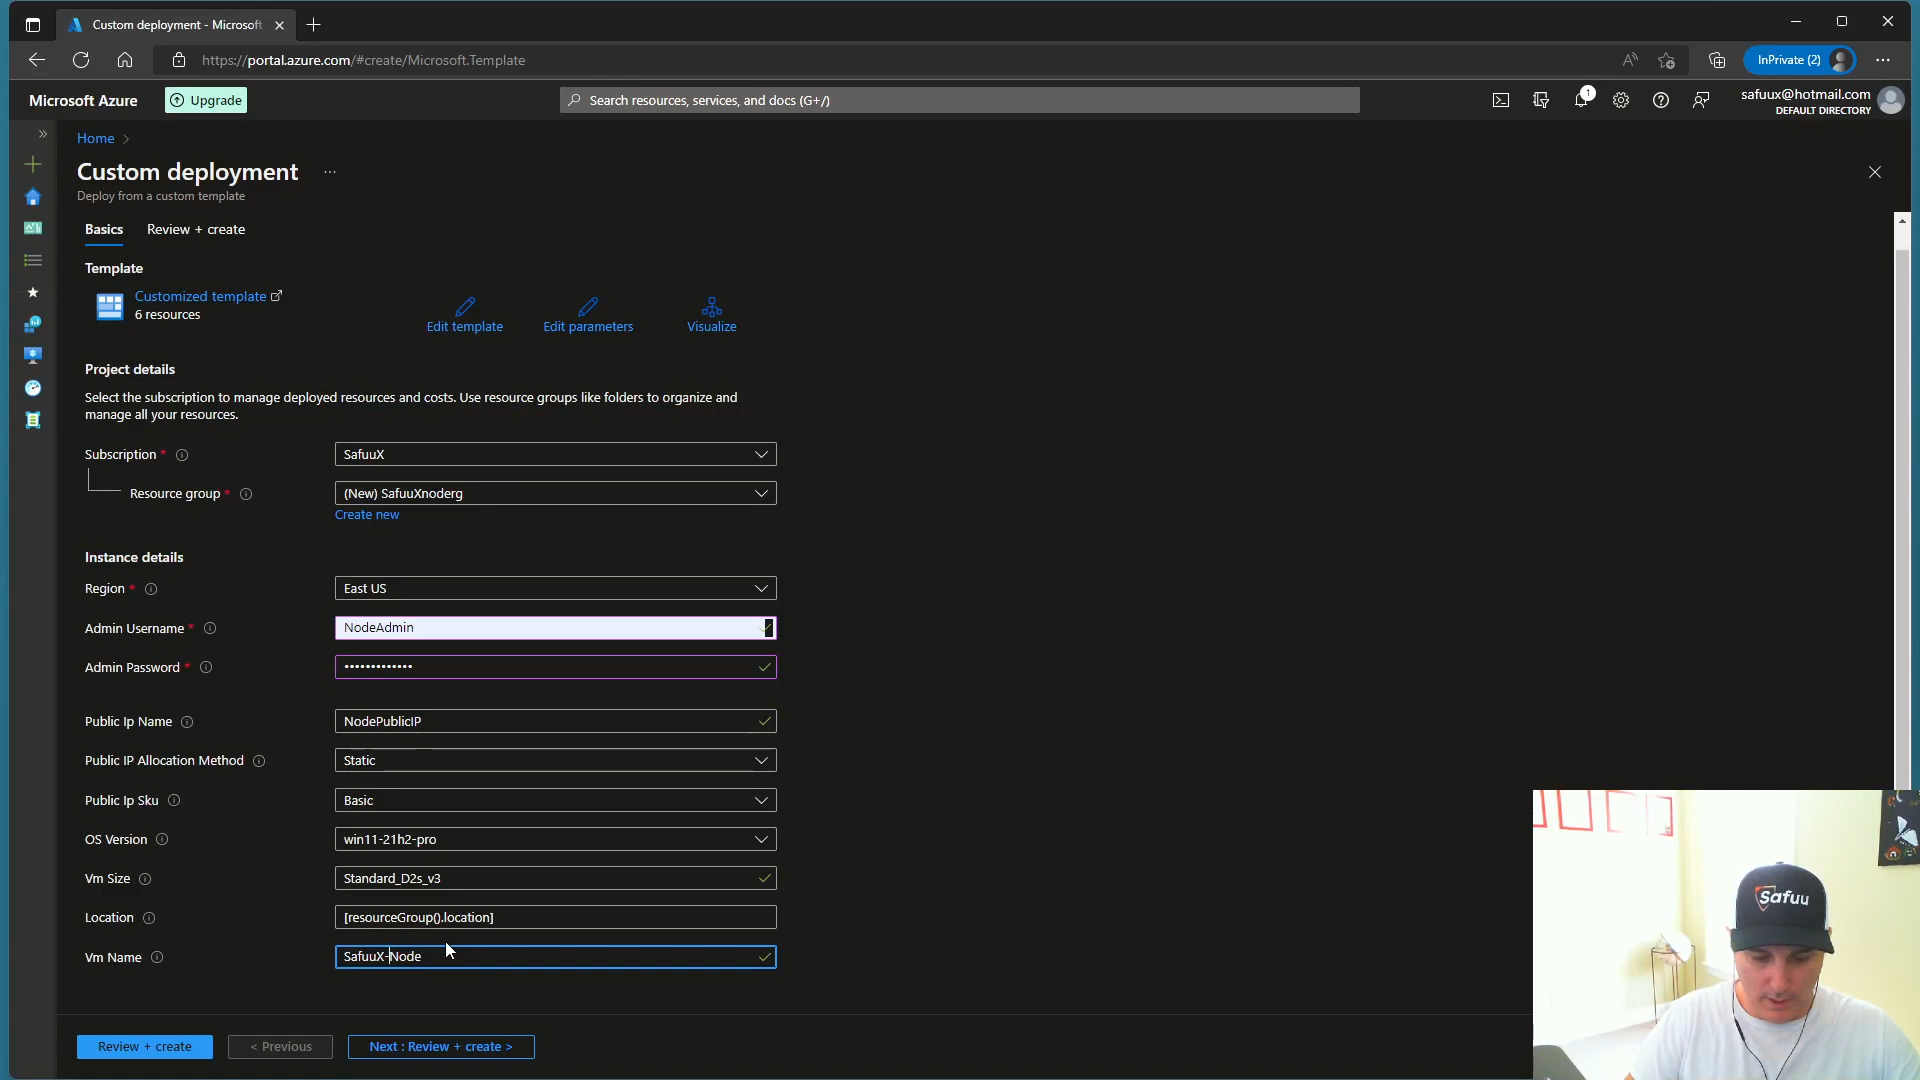 Custom deployment - Microsoft
https://portal.azure.com/#create/Microsoft.Template
InPrivate (2)
Microsoft Azure
Upgrade
Search resources, services, and docs (G+/)
1
safuux@hotmail.com
DEFAULT DIRECTORY
Home >
Custom deployment ...
Deploy from a custom template
Basics
Review + create
Template
Customized template
6 resources
Edit template
Edit parameters
Visualize
Project details
Select the subscription to manage deployed resources and costs. Use resource groups like folders to organize and
manage all your resources.
Subscription *
SafuuX
Resource group *
(New) SafuuXnoderg
Create new
Instance details
Region *
East US
Admin Username *
NodeAdmin
Admin Password *
•••••••••••••
Public Ip Name
NodePublicIP
Public IP Allocation Method
Static
Public Ip Sku
Basic
OS Version
win11-21h2-pro
Vm Size
Standard_D2s_v3
Location
[resourceGroup().location]
Vm Name
SafuuX-Node
Review + create
< Previous
Next : Review + create >
Safuu